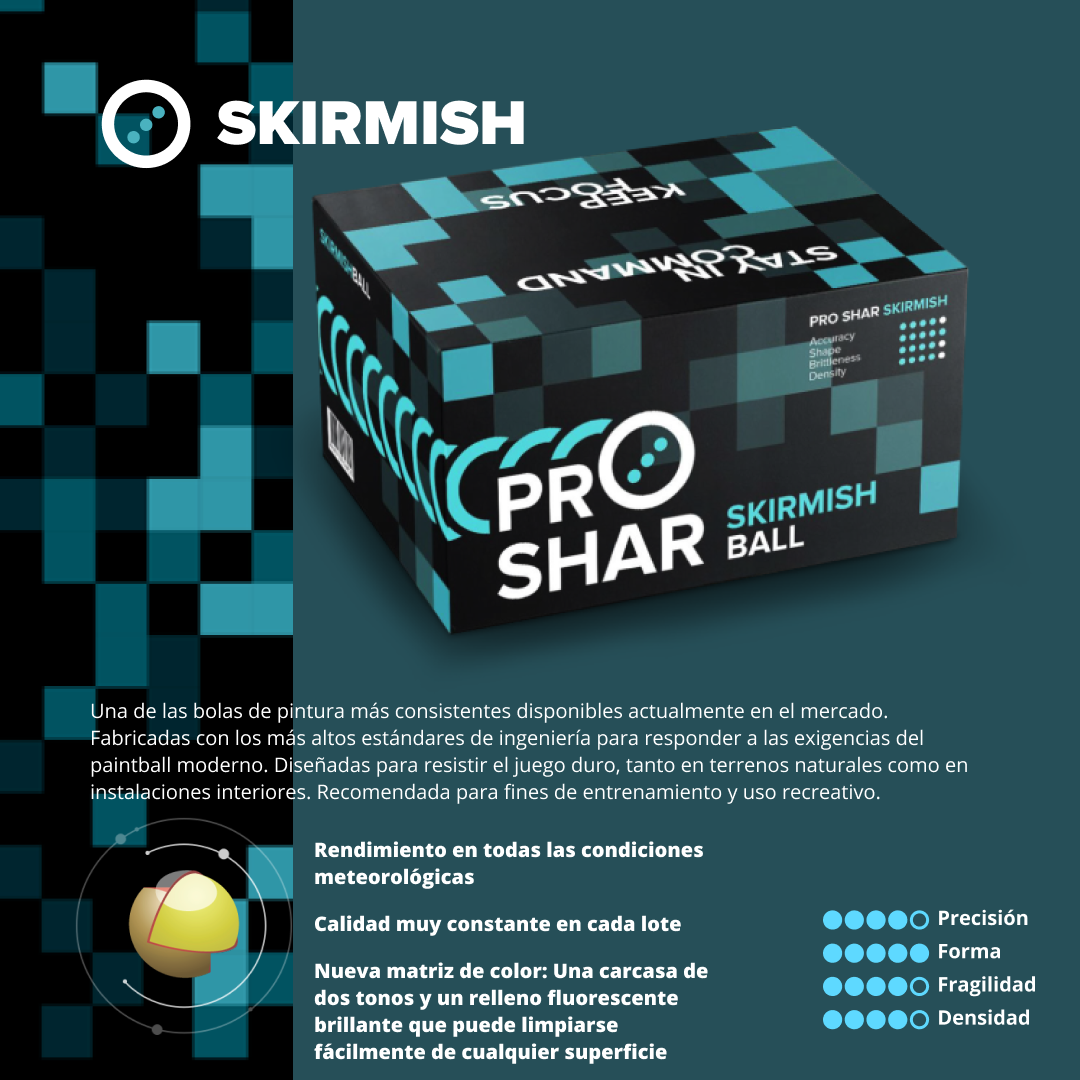 SKIRMISH
KEEP
FOCUS
STAY IN
COMMAND
SKIRMISHBALL
PRO SHAR SKIRMISH
Accuracy
Shape
Brittleness
Density
PRO
SHAR
SKIRMISH
BALL
Una de las bolas de pintura más consistentes disponibles actualmente en el mercado.
Fabricadas con los más altos estándares de ingeniería para responder a las exigencias del
paintball moderno. Diseñadas para resistir el juego duro, tanto en terrenos naturales como en
instalaciones interiores. Recomendada para fines de entrenamiento y uso recreativo.
Rendimiento en todas las condiciones
meteorológicas
Calidad muy constante en cada lote
Nueva matriz de color: Una carcasa de
dos tonos y un relleno fluorescente
brillante que puede limpiarse
fácilmente de cualquier superficie
Precisión
Forma
Fragilidad
Densidad